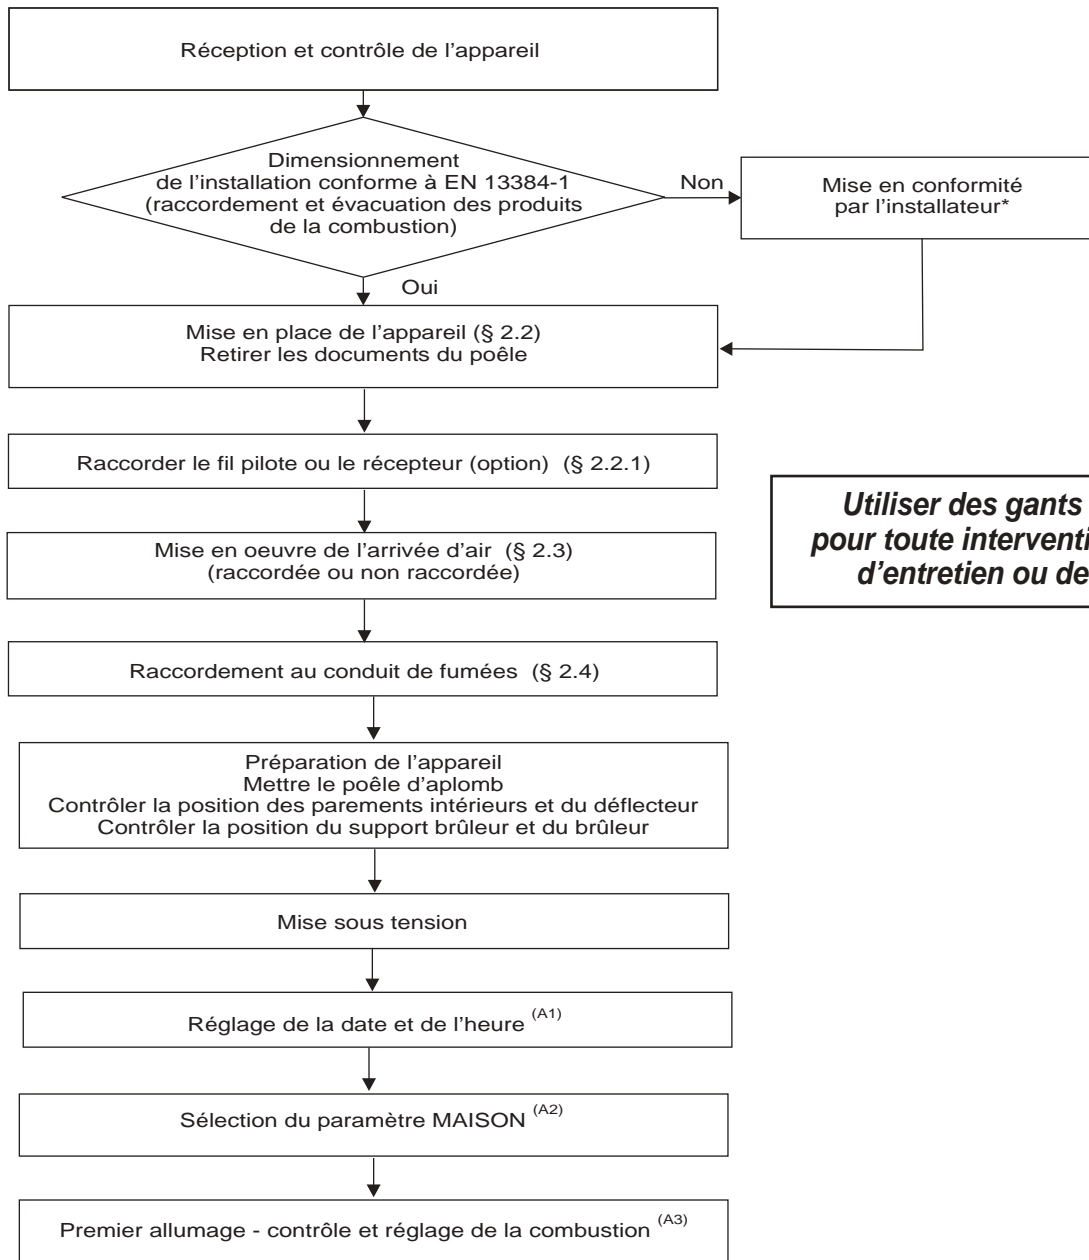 Réception et contrôle de l’appareil
Dimensionnement
de l’installation conforme à EN 13384-1
(raccordement et évacuation des produits
de la combustion)
Non
Mise en conformité
par l’installateur*
Oui
Mise en place de l’appareil (§ 2.2)
Retirer les documents du poêle
Raccorder le fil pilote ou le récepteur (option) (§ 2.2.1)
Utiliser des gants
pour toute interventi
d’entretien ou de
Mise en oeuvre de l’arrivée d’air (§ 2.3)
(raccordée ou non raccordée)
Raccordement au conduit de fumées (§ 2.4)
Préparation de l’appareil
Mettre le poêle d’aplomb
Contrôler la position des parements intérieurs et du déflecteur
Contrôler la position du support brûleur et du brûleur
Mise sous tension
Réglage de la date et de l’heure (A1)
Sélection du paramètre MAISON (A2)
Premier allumage - contrôle et réglage de la combustion (A3)